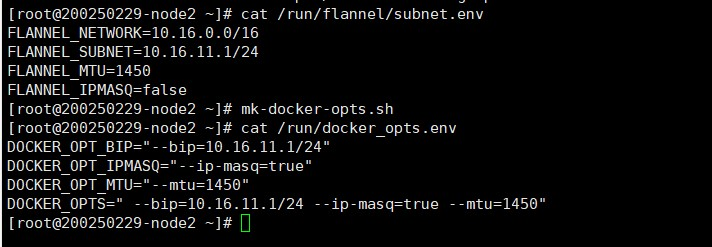 [root@200250229-node2 ~]# cat /run/flannel/subnet.env
FLANNEL_NETWORK=10.16.0.0/16
FLANNEL_SUBNET=10.16.11.1/24
FLANNEL_MTU=1450
FLANNEL_IPMASQ=false
[root@200250229-node2 ~]# mk-docker-opts.sh
[root@200250229-node2 ~]# cat /run/docker_opts.env
DOCKER_OPT_BIP="--bip=10.16.11.1/24"
DOCKER_OPT_IPMASQ="--ip-masq=true"
DOCKER_OPT_MTU="--mtu=1450"
DOCKER_OPTS=" --bip=10.16.11.1/24 --ip-masq=true --mtu=1450"
[root@200250229-node2 ~]#